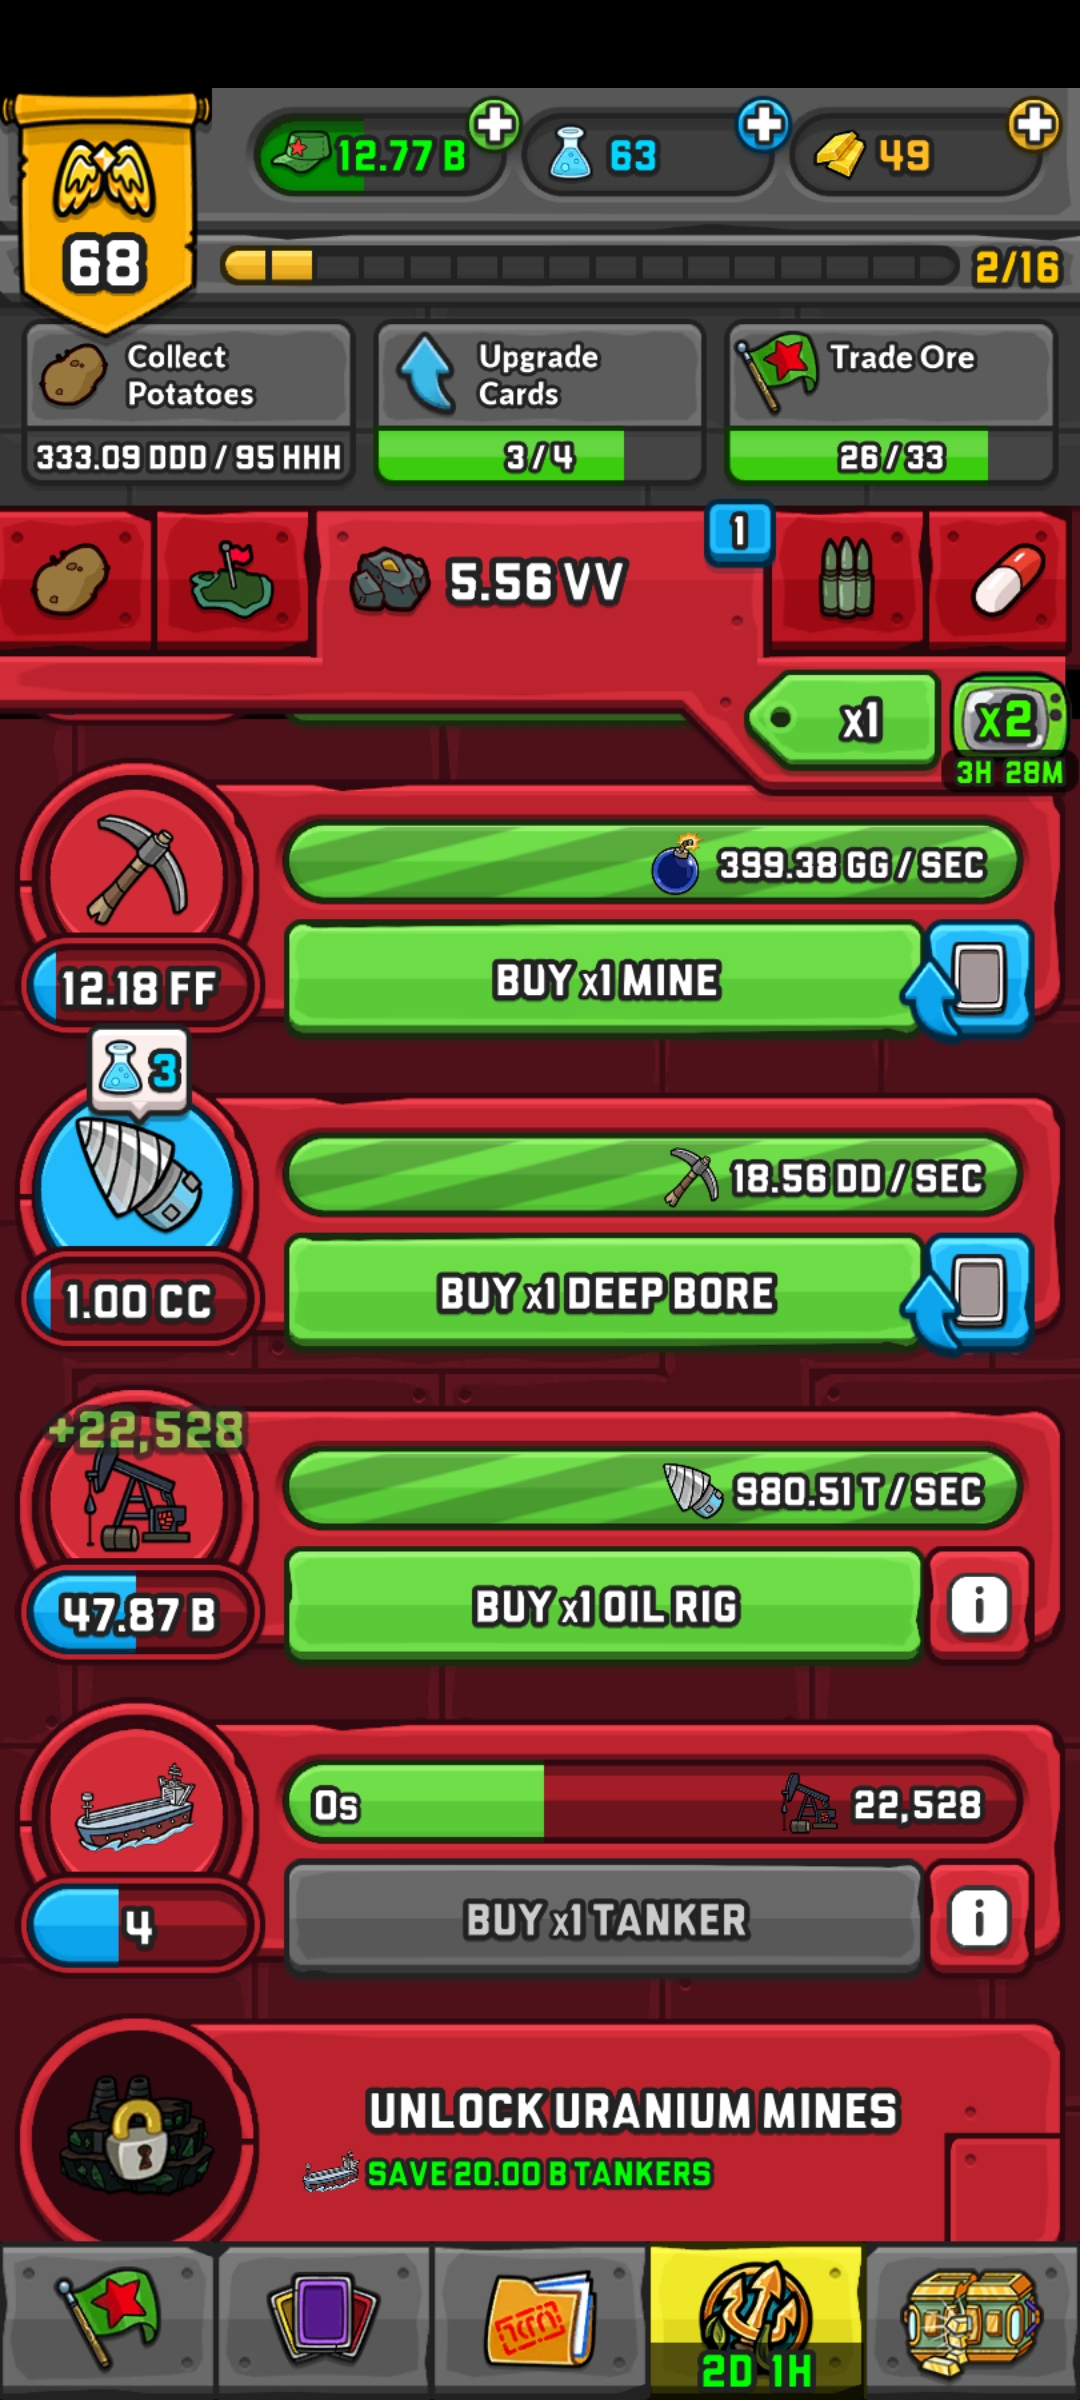 12.77 B
63
49
68
2/16
Collect
Potatoes
Upgrade
Cards
Trade Ore
333.09 DDD / 95 HHH
3/4
26/33
1
5.56 VV
x1
x2
3H 28M
399.38 GG / SEC
12.18 FF
BUY x1 MINE
3
18.56 DD / SEC
1.00 CC
BUY x1 DEEP BORE
+22,528
980.51 T / SEC
47.87 B
BUY x1 OIL RIG
i
0s
22,528
4
BUY x1 TANKER
i
UNLOCK URANIUM MINES
SAVE 20.00 B TANKERS
2D 1H